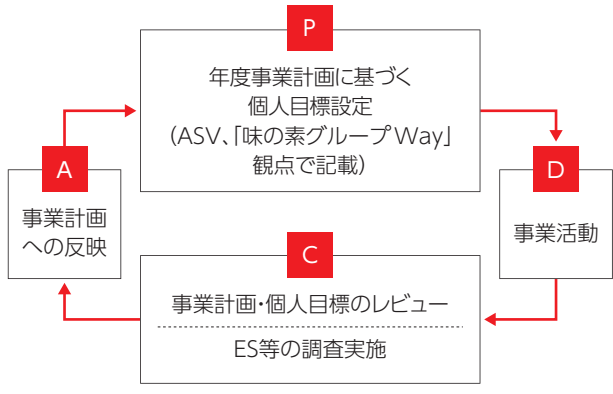 P
年度事業計画に基づく
個人目標設定
(ASV、「味の素グループWay」
観点で記載)
D
事業活動
C
事業計画・個人目標のレビュー
ES等の調査実施
A
事業計画
への反映